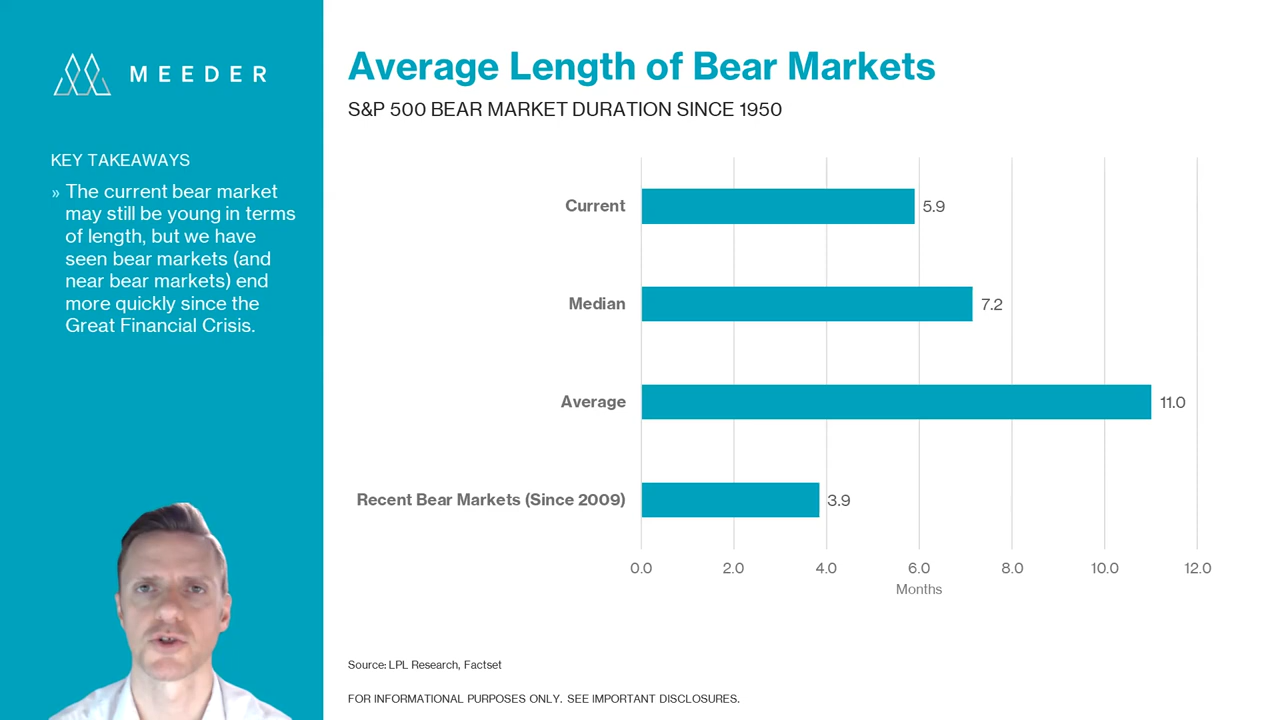 MEEDER
KEY TAKEAWAYS
» The current bear market
may still be young in terms
of length, but we have
seen bear markets (and
near bear markets) end
more quickly since the
Great Financial Crisis.
Average Length of Bear Markets
S&P 500 BEAR MARKET DURATION SINCE 1950
Current 5.9
Median 7.2
Average 11.0
Recent Bear Markets (Since 2009) 3.9
0.0 2.0 4.0 6.0 8.0 10.0 12.0
Months
Source: LPL Research, Factset
FOR INFORMATIONAL PURPOSES ONLY. SEE IMPORTANT DISCLOSURES.